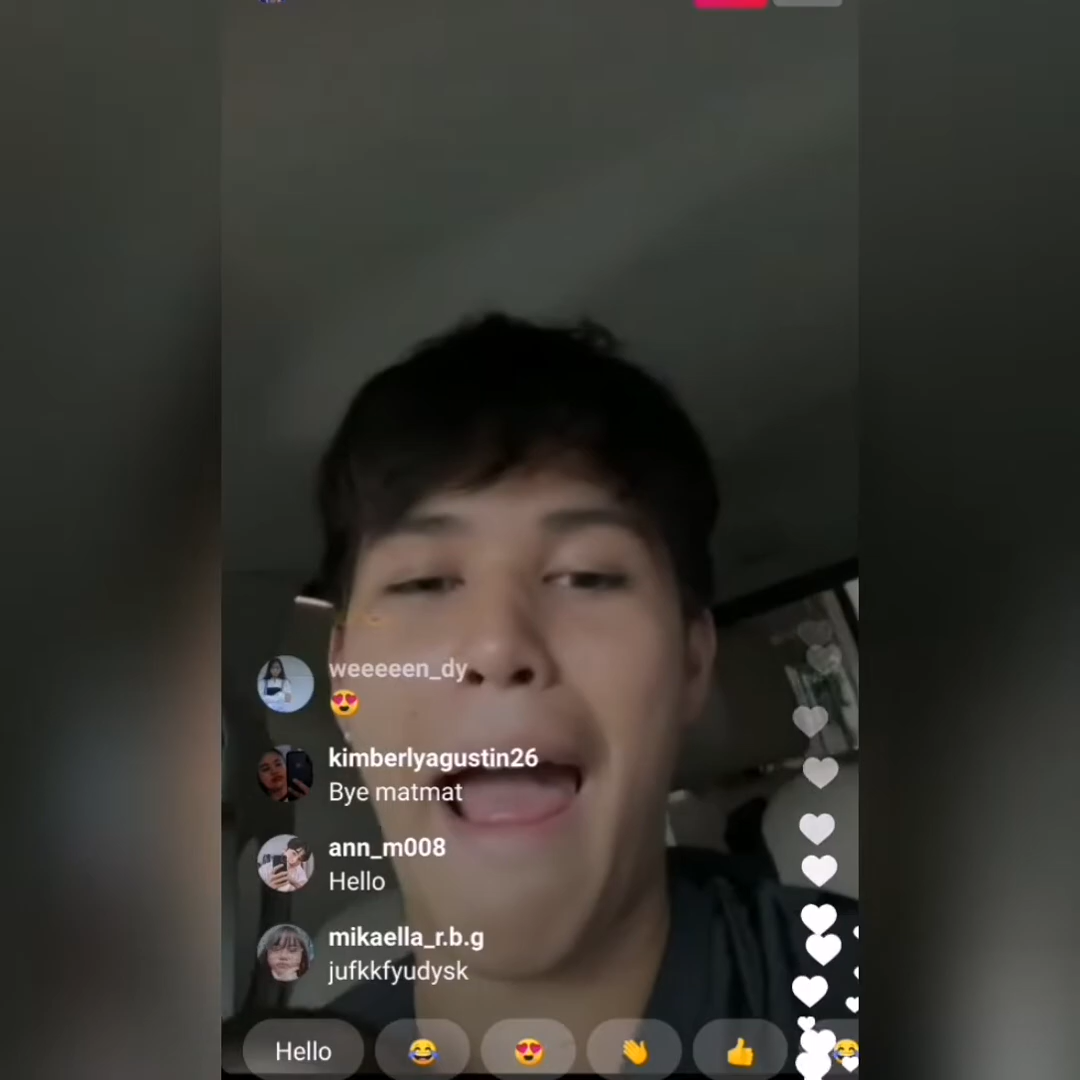 weeeeen_dy
😍
kimberlyagustin26
Bye matmat
ann_m008
Hello
mikaella_r.b.g
jufkkfyudysk
Hello 😂 😍 👋 👍 😂